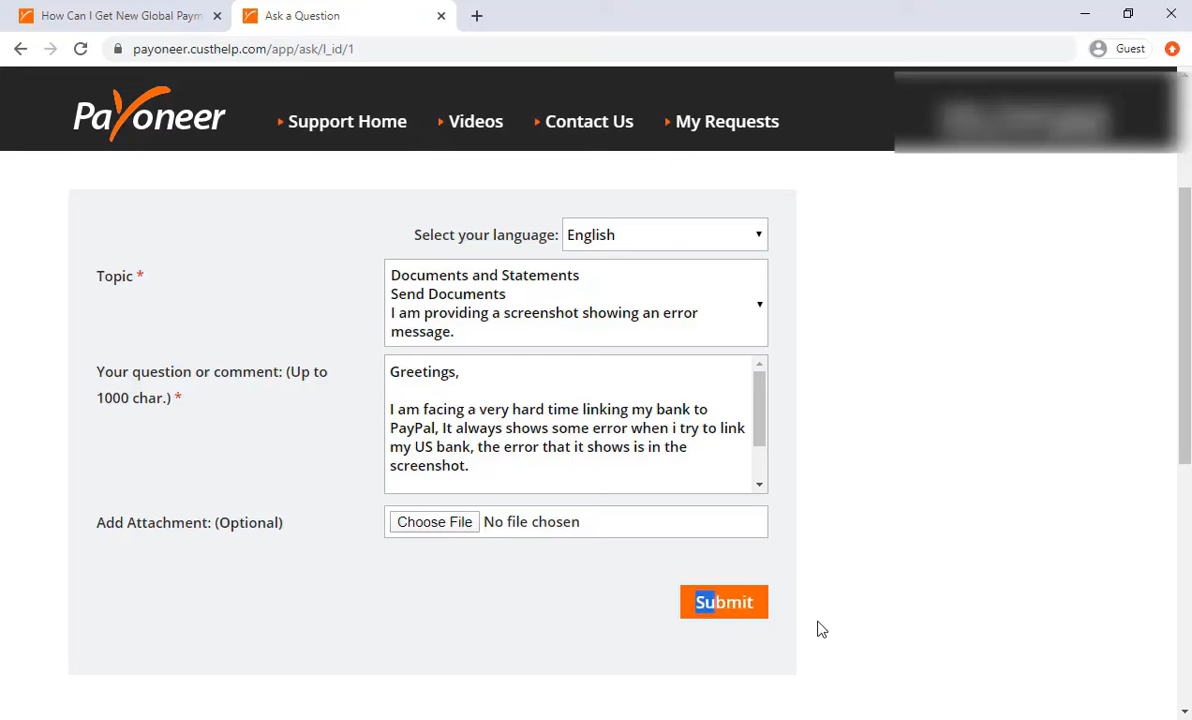 How Can I Get New Global Paym
Ask a Question
payoneer.custhelp.com/app/ask/l_id/1
Guest
Payoneer
Support Home
Videos
Contact Us
My Requests
Select your language: English
Topic *
Documents and Statements
Send Documents
I am providing a screenshot showing an error
message.
Your question or comment: (Up to
1000 char.) *
Greetings,
I am facing a very hard time linking my bank to
PayPal, It always shows some error when i try to link
my US bank, the error that it shows is in the
screenshot.
Add Attachment: (Optional)
Choose File No file chosen
Submit